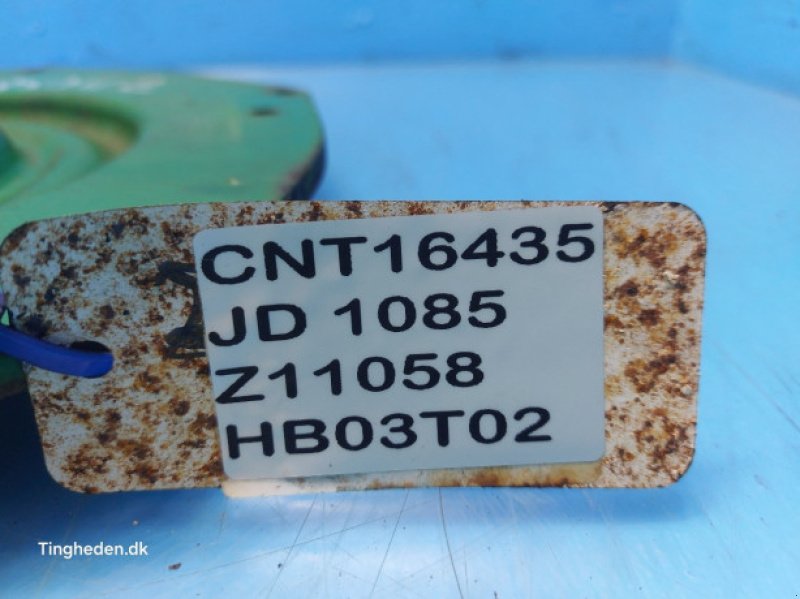 CNT16435
JD 1085
Z11058
HB03T02
Tingheden.dk